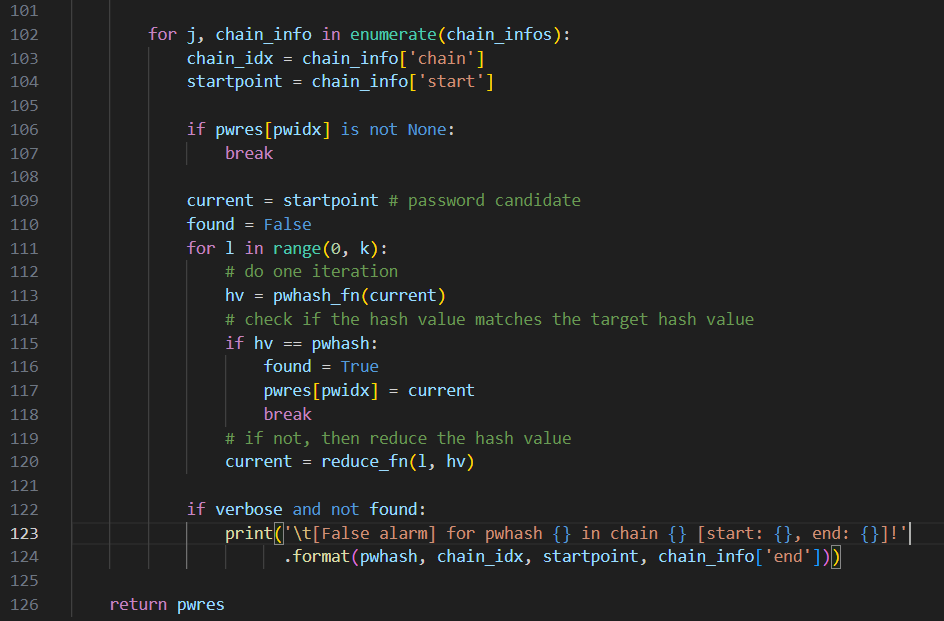 101
102 for j, chain_info in enumerate(chain_infos):
103 chain_idx = chain_info['chain']
104 startpoint = chain_info['start']
105
106 if pwres[pwidx] is not None:
107 break
108
109 current = startpoint # password candidate
110 found = False
111 for l in range(0, k):
112 # do one iteration
113 hv = pwhash_fn(current)
114 # check if the hash value matches the target hash value
115 if hv == pwhash:
116 found = True
117 pwres[pwidx] = current
118 break
119 # if not, then reduce the hash value
120 current = reduce_fn(l, hv)
121
122 if verbose and not found:
123 print('\t[False alarm] for pwhash {} in chain {} [start: {}, end: {}]!'
124 .format(pwhash, chain_idx, startpoint, chain_info['end']))
125
126 return pwres